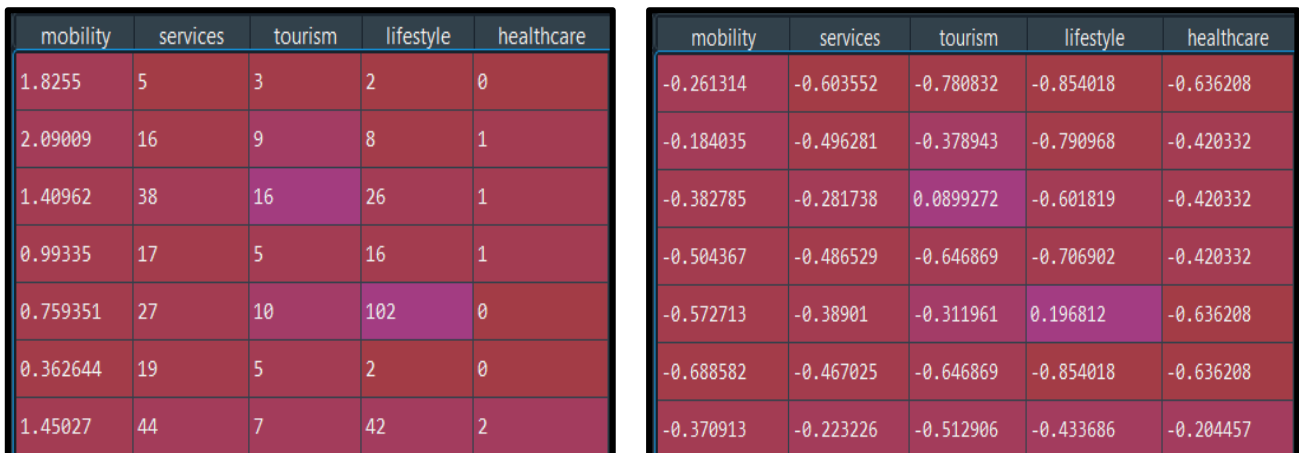 mobility services tourism lifestyle healthcare
1.8255 5 3 2 0
2.09009 16 9 8 1
1.40962 38 16 26 1
0.99335 17 5 16 1
0.759351 27 10 102 0
0.362644 19 5 2 0
1.45027 44 7 42 2
mobility services tourism lifestyle healthcare
-0.261314 -0.603552 -0.780832 -0.854018 -0.636208
-0.184035 -0.496281 -0.378943 -0.790968 -0.420332
-0.382785 -0.281738 0.0899272 -0.601819 -0.420332
-0.504367 -0.486529 -0.646869 -0.706902 -0.420332
-0.572713 -0.38901 -0.311961 0.196812 -0.636208
-0.688582 -0.467025 -0.646869 -0.854018 -0.636208
-0.370913 -0.223226 -0.512906 -0.433686 -0.204457